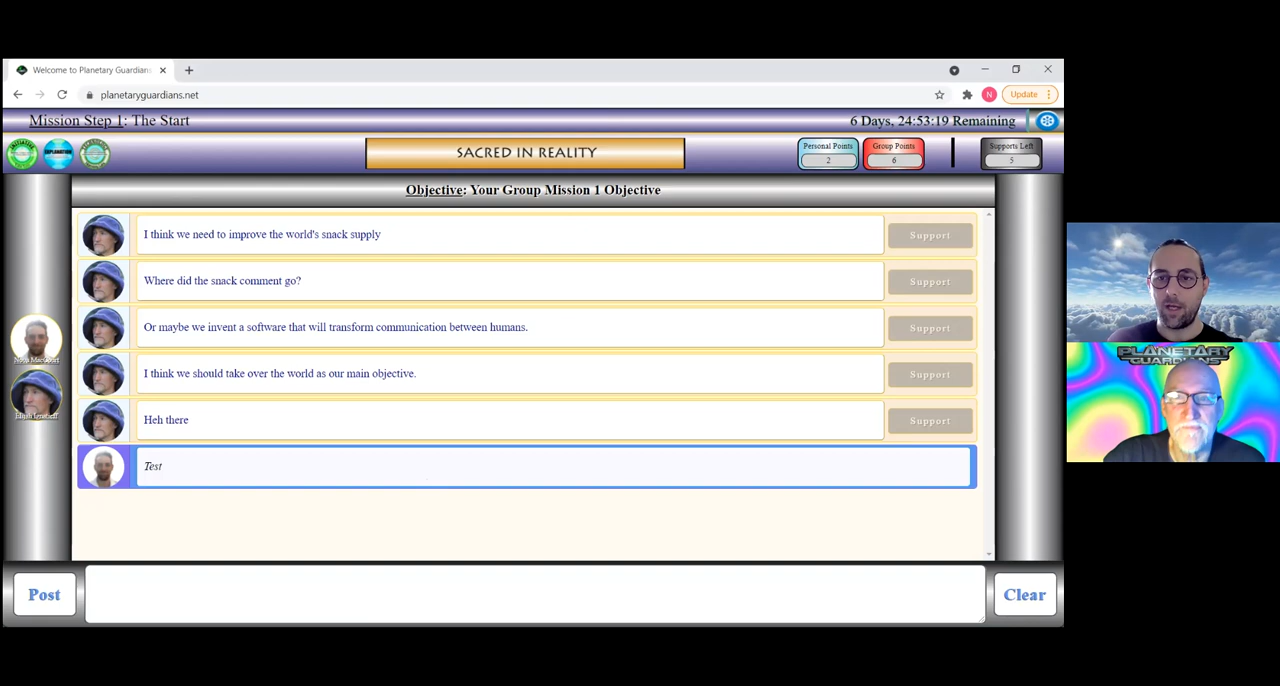 Welcome to Planetary Guardian
planetaryguardians.net
Update
Mission Step 1: The Start
6 Days, 24:53:19 Remaining
INITIATIVE
EXPLANATION
SACRED IN REALITY
Personal Points
2
Group Points
6
Supports Left
5
Objective: Your Group Mission 1 Objective
I think we need to improve the world's snack supply
Support
Where did the snack comment go?
Support
Or maybe we invent a software that will transform communication between humans.
Support
I think we should take over the world as our main objective.
Support
Heh there
Support
Test
Post
Clear
N
PLANETARY
GUARDIANS